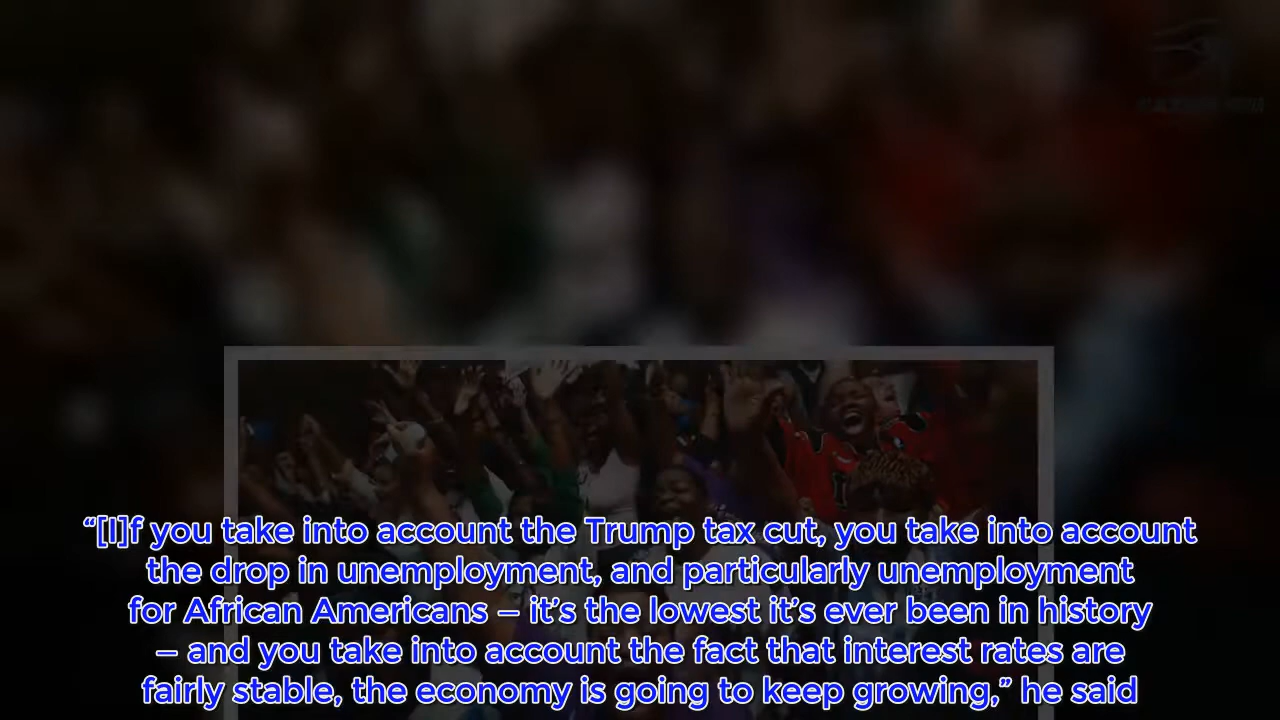 “[I]f you take into account the Trump tax cut, you take into account
the drop in unemployment, and particularly unemployment
for African Americans – it’s the lowest it’s ever been in history
– and you take into account the fact that interest rates are
fairly stable, the economy is going to keep growing,” he said